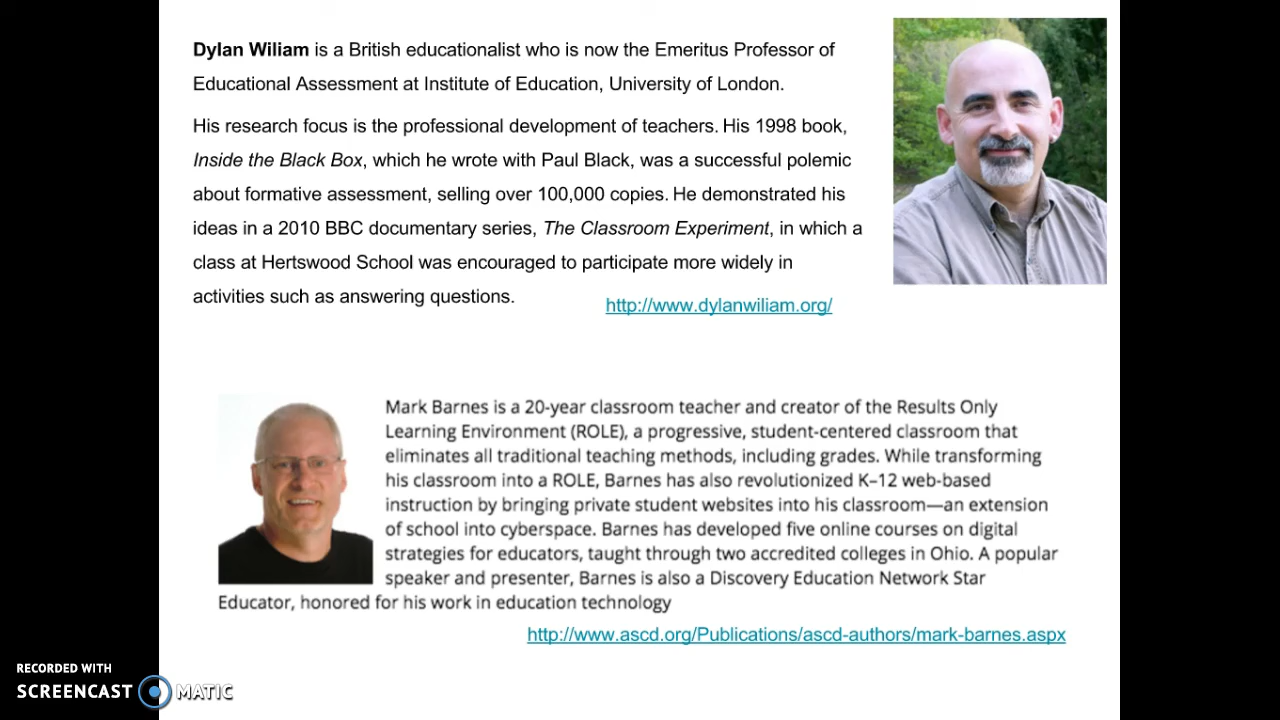 Dylan Wiliam is a British educationalist who is now the Emeritus Professor of
Educational Assessment at Institute of Education, University of London.
His research focus is the professional development of teachers. His 1998 book,
Inside the Black Box, which he wrote with Paul Black, was a successful polemic
about formative assessment, selling over 100,000 copies. He demonstrated his
ideas in a 2010 BBC documentary series, The Classroom Experiment, in which a
class at Hertswood School was encouraged to participate more widely in
activities such as answering questions.
http://www.dylanwiliam.org/
Mark Barnes is a 20-year classroom teacher and creator of the Results Only
Learning Environment (ROLE), a progressive, student-centered classroom that
eliminates all traditional teaching methods, including grades. While transforming
his classroom into a ROLE, Barnes has also revolutionized K–12 web-based
instruction by bringing private student websites into his classroom—an extension
of school into cyberspace. Barnes has developed five online courses on digital
strategies for educators, taught through two accredited colleges in Ohio. A popular
speaker and presenter, Barnes is also a Discovery Education Network Star
Educator, honored for his work in education technology
http://www.ascd.org/Publications/ascd-authors/mark-barnes.aspx
RECORDED WITH
SCREENCAST MATIC